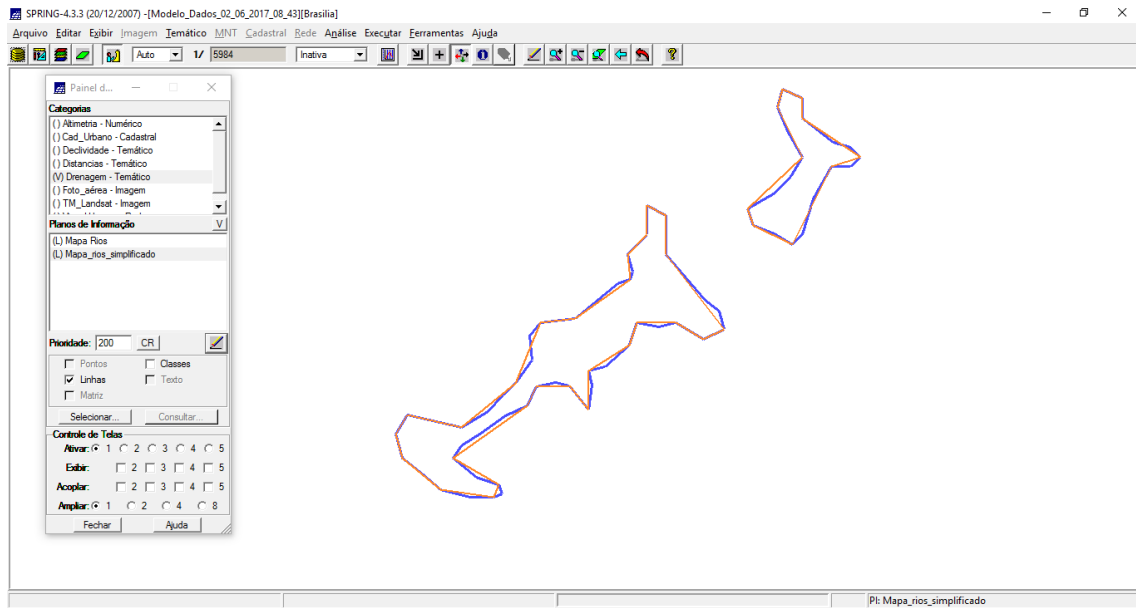 SPRING-4.3.3 (20/12/2007) -[Modelo_Dados_02_06_2017_08_43][Brasilia]
Arquivo Editar Exibir Imagem Temático MNT Cadastral Rede Análise Executar Ferramentas Ajuda
Auto 1/ 5984 Inativa
Painel d...
Categorias
( ) Altimetria - Numérico
( ) Cad_Urbano - Cadastral
( ) Declividade - Temático
( ) Distancias - Temático
(V) Drenagem - Temático
( ) Foto_aérea - Imagem
( ) TM_Landsat - Imagem
Planos de Informação V
(L) Mapa Rios
(L) Mapa_rios_simplificado
Prioridade: 200 CR
Pontos Classes
Linhas Texto
Matriz
Selecionar... Consultar...
Controle de Telas
Ativar: 1 2 3 4 5
Exibir: 2 3 4 5
Acoplar: 2 3 4 5
Ampliar: 1 2 4 8
Fechar Ajuda
PI: Mapa_rios_simplificado